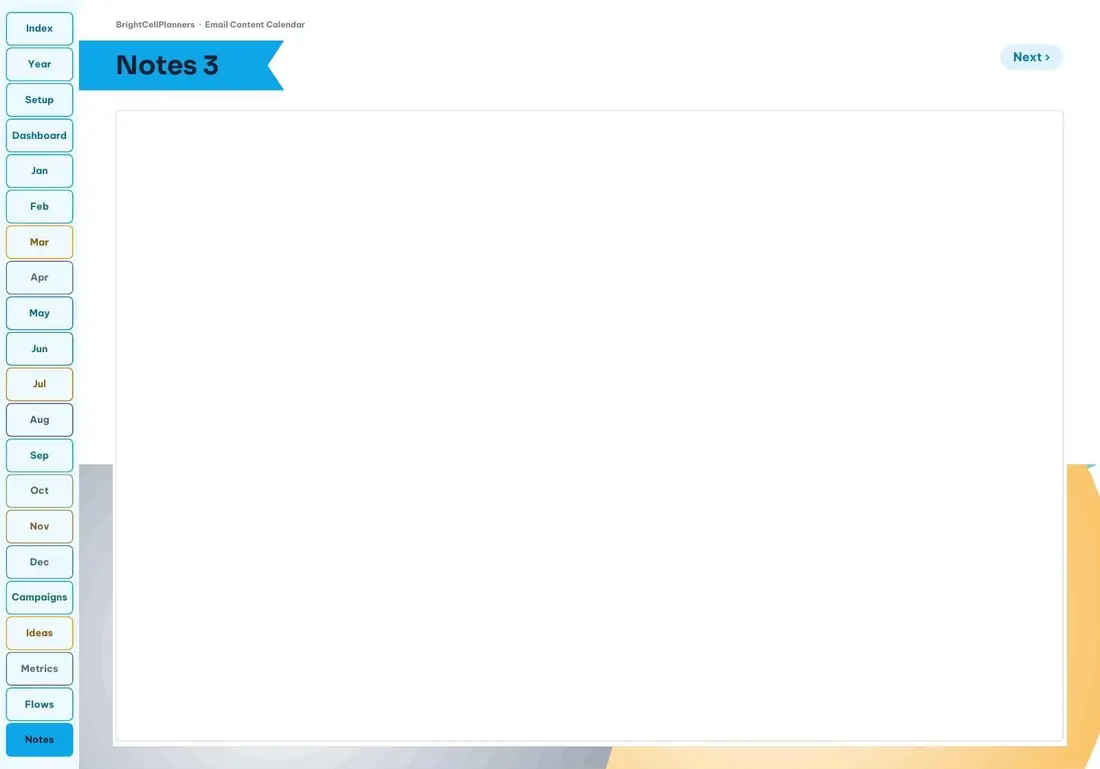 Index
Year
Setup
Dashboard
Jan
Feb
Mar
Apr
May
Jun
Jul
Aug
Sep
Oct
Nov
Dec
Campaigns
Ideas
Metrics
Flows
Notes
BrightCellPlanners · Email Content Calendar
Notes 3
Next ›